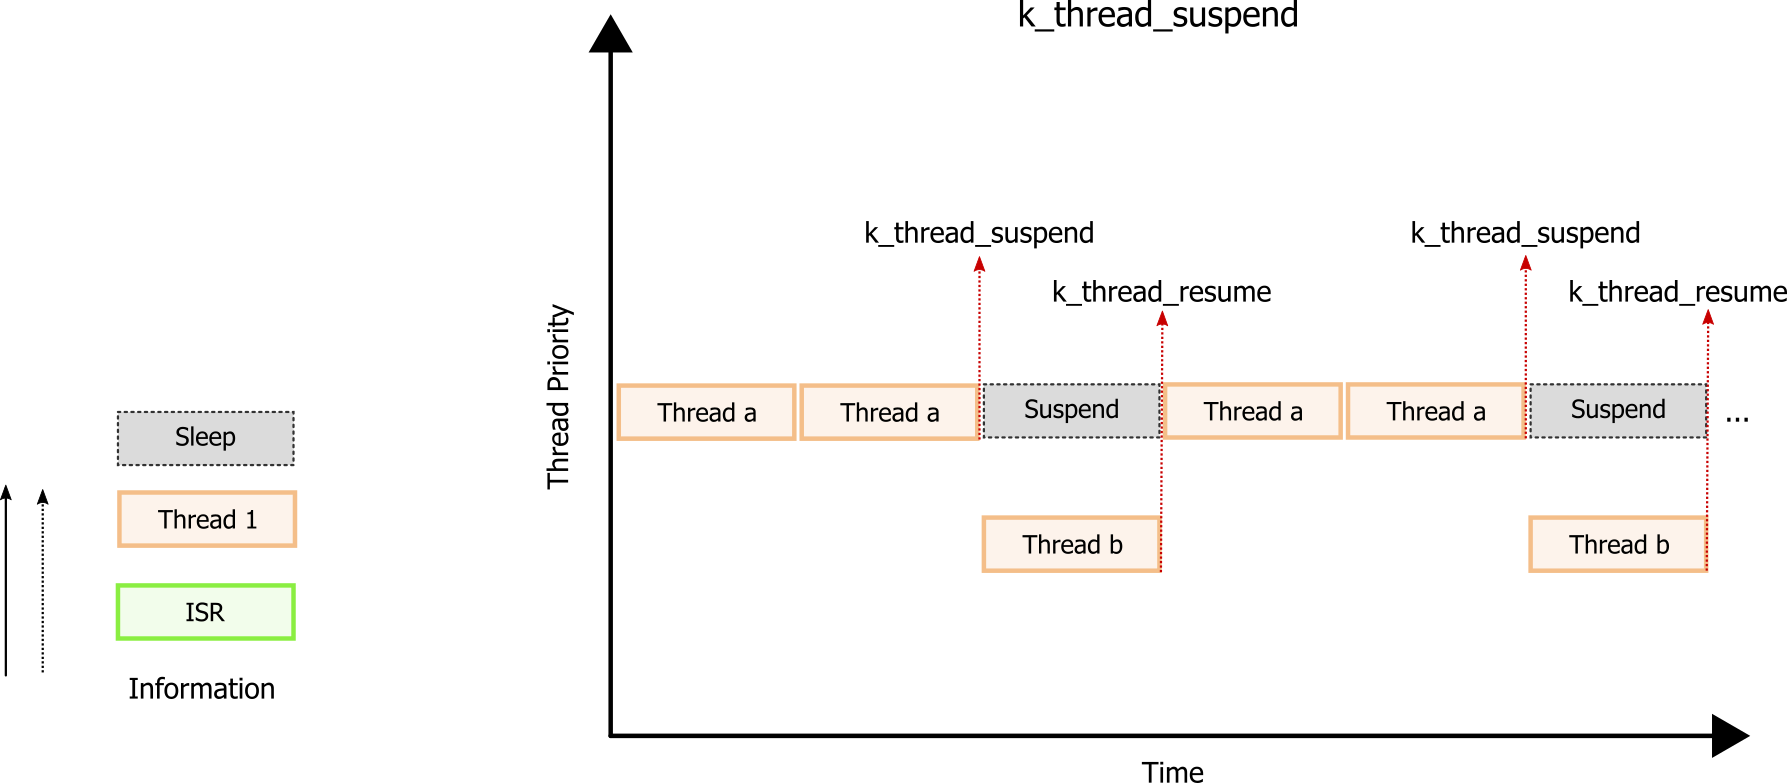 k_thread_suspend
k_thread_suspend
k_thread_suspend
k_thread_resume
k_thread_resume
Thread Priority
Thread a
Thread a
Suspend
Thread a
Thread a
Suspend
...
Thread b
Thread b
Time
Sleep
Thread 1
ISR
Information